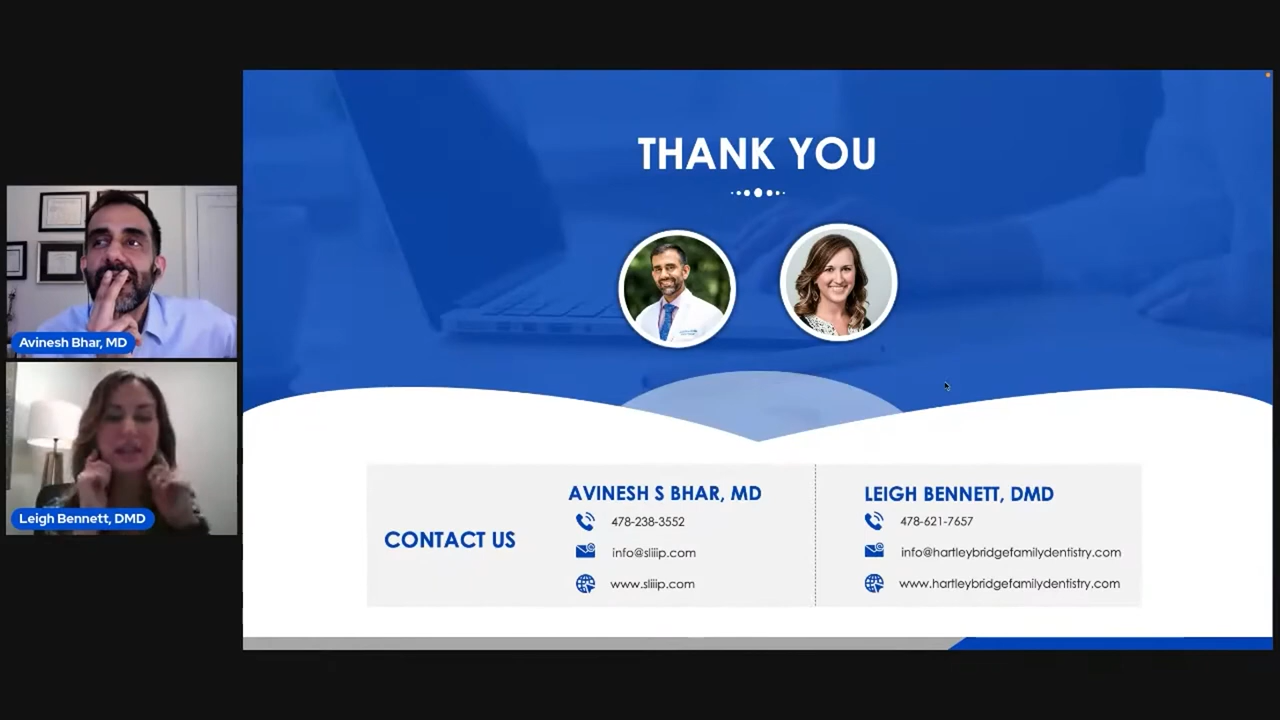 THANK YOU
Avinesh Bhar, MD
Leigh Bennett, DMD
CONTACT US
AVINESH S BHAR, MD
478-238-3552
info@sliiip.com
www.sliiip.com
LEIGH BENNETT, DMD
478-621-7657
info@hartleybridgefamilydentistry.com
www.hartleybridgefamilydentistry.com